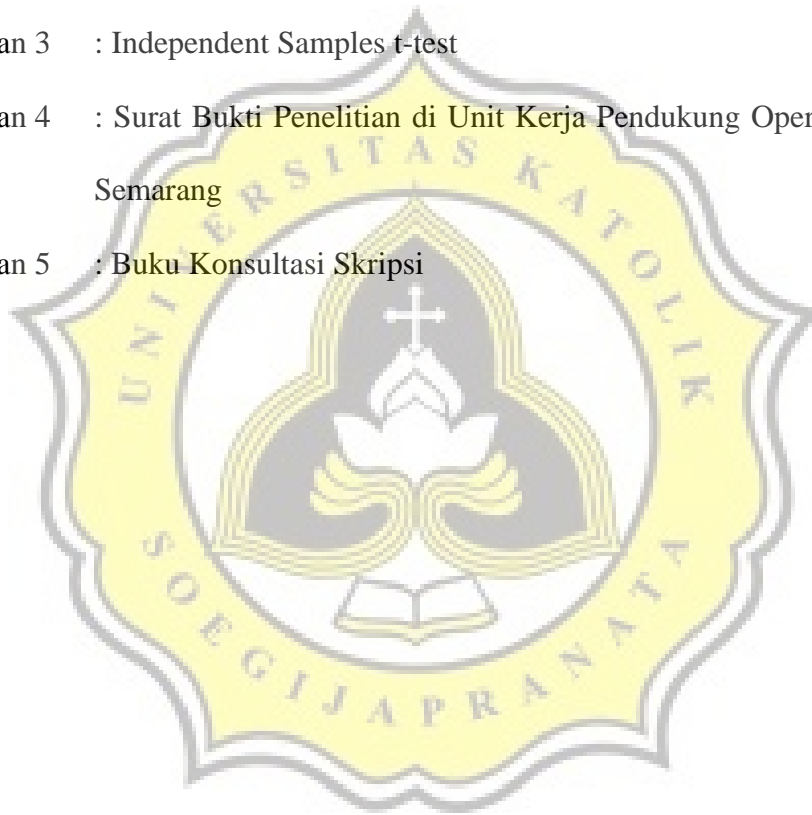 an 3 : Independent Samples t-test
an 4 : Surat Bukti Penelitian di Unit Kerja Pendukung Oper
Semarang
an 5 : Buku Konsultasi Skripsi
UNIVERSITAS KATOLIK
SOEGIJAPRANATA